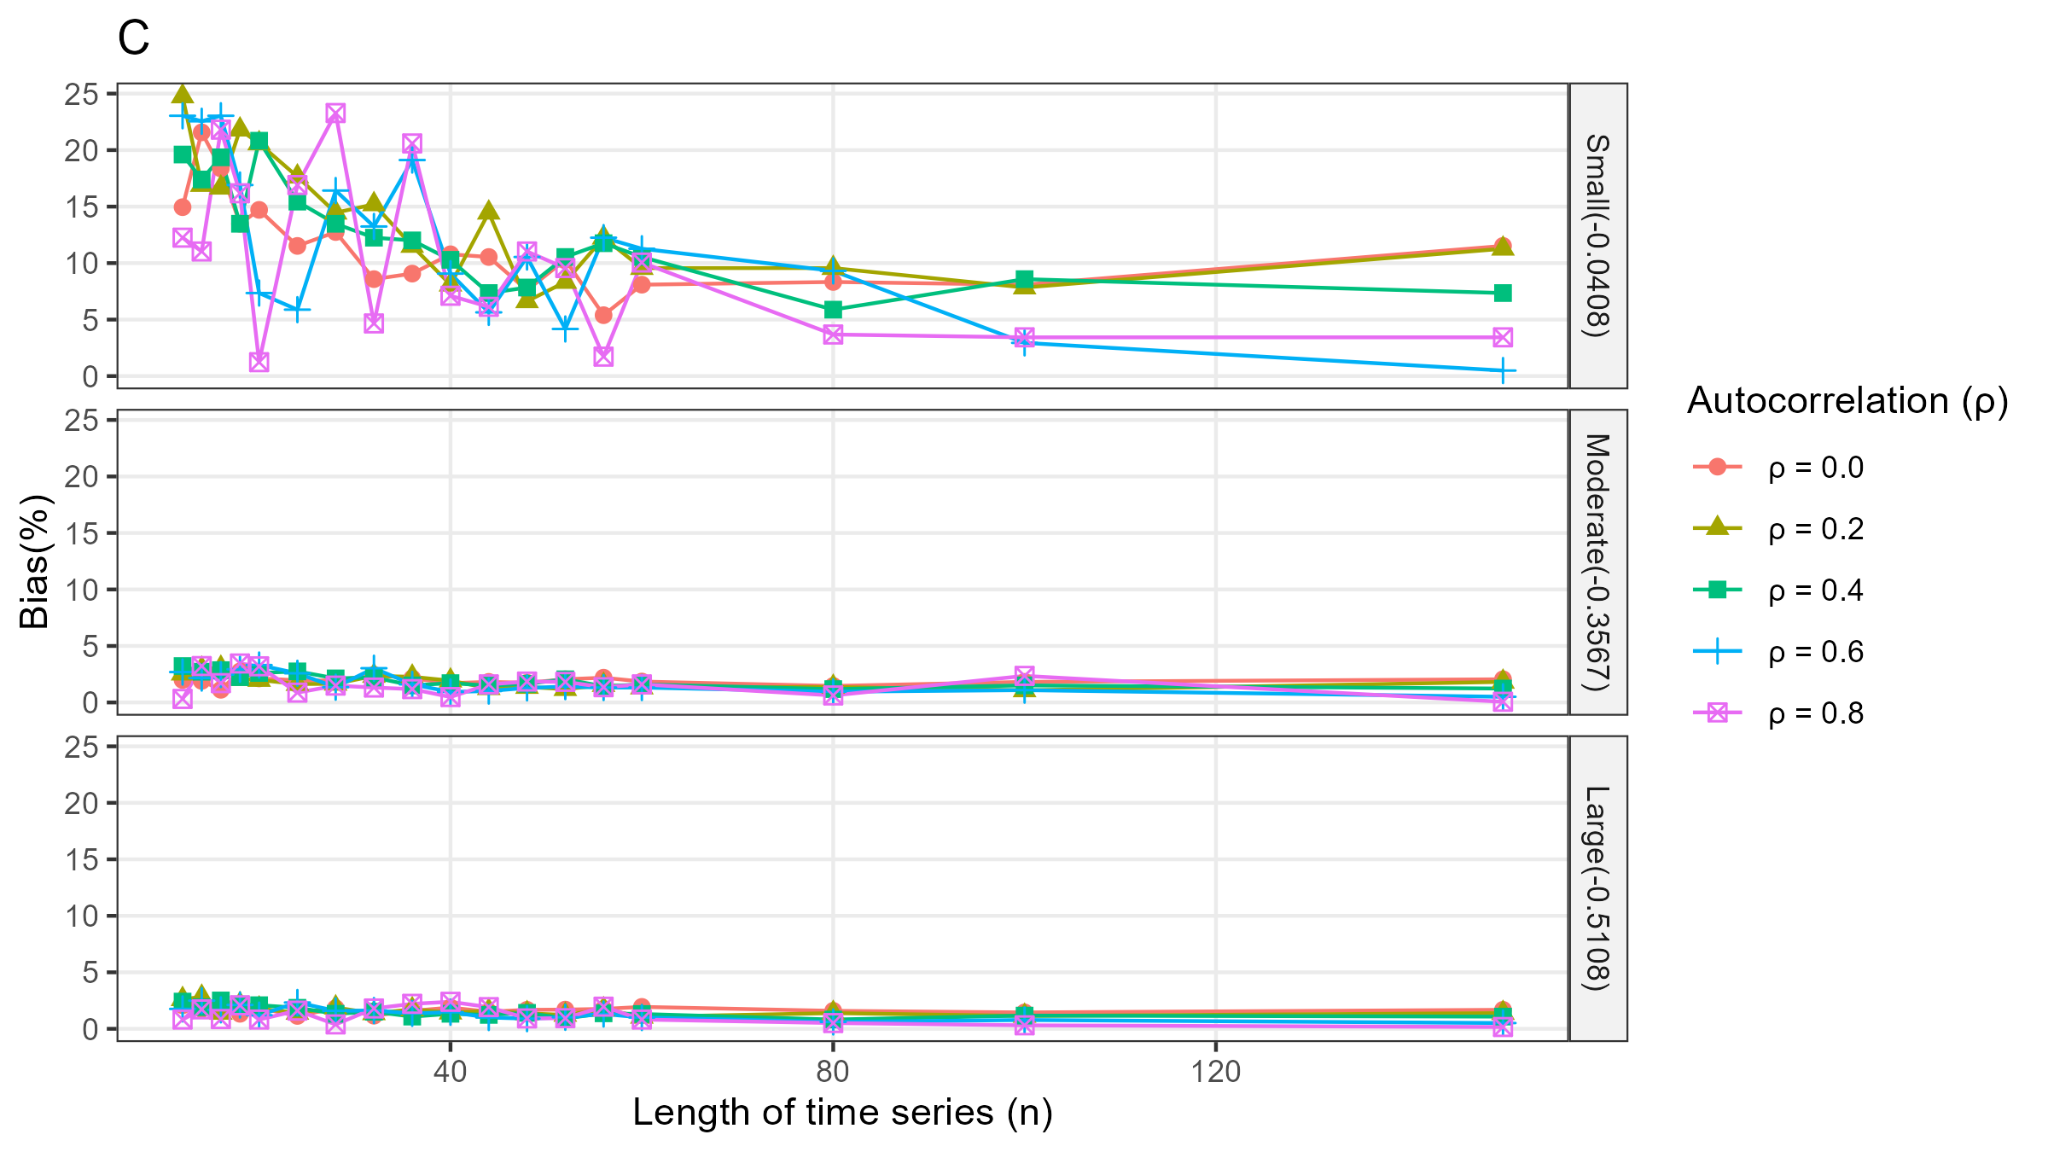 C
25
20
15
10
5
0
Small(-0.0408)
25
20
15
10
5
0
Moderate(-0.3567)
25
20
15
10
5
0
Large(-0.5108)
Bias(%)
40 80 120
Length of time series (n)
Autocorrelation (ρ)
ρ = 0.0
ρ = 0.2
ρ = 0.4
ρ = 0.6
ρ = 0.8